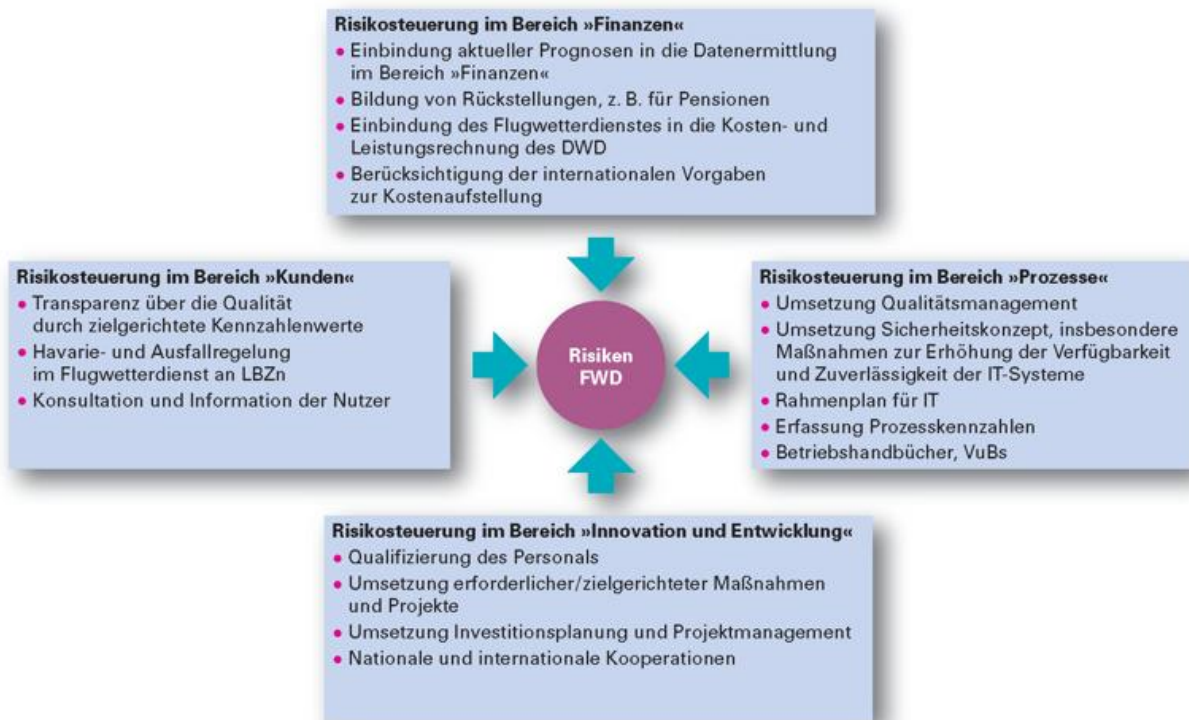 Risikosteuerung im Bereich »Finanzen«
• Einbindung aktueller Prognosen in die Datenermittlung
im Bereich »Finanzen«
• Bildung von Rückstellungen, z. B. für Pensionen
• Einbindung des Flugwetterdienstes in die Kosten- und
Leistungsrechnung des DWD
• Berücksichtigung der internationalen Vorgaben
zur Kostenaufstellung
Risikosteuerung im Bereich »Kunden«
• Transparenz über die Qualität
durch zielgerichtete Kennzahlenwerte
• Havarie- und Ausfallregelung
im Flugwetterdienst an LBZn
• Konsultation und Information der Nutzer
Risiken
FWD
Risikosteuerung im Bereich »Prozesse«
• Umsetzung Qualitätsmanagement
• Umsetzung Sicherheitskonzept, insbesondere
Maßnahmen zur Erhöhung der Verfügbarkeit
und Zuverlässigkeit der IT-Systeme
• Rahmenplan für IT
• Erfassung Prozesskennzahlen
• Betriebshandbücher, VuBs
Risikosteuerung im Bereich »Innovation und Entwicklung«
• Qualifizierung des Personals
• Umsetzung erforderlicher/zielgerichteter Maßnahmen
und Projekte
• Umsetzung Investitionsplanung und Projektmanagement
• Nationale und internationale Kooperationen